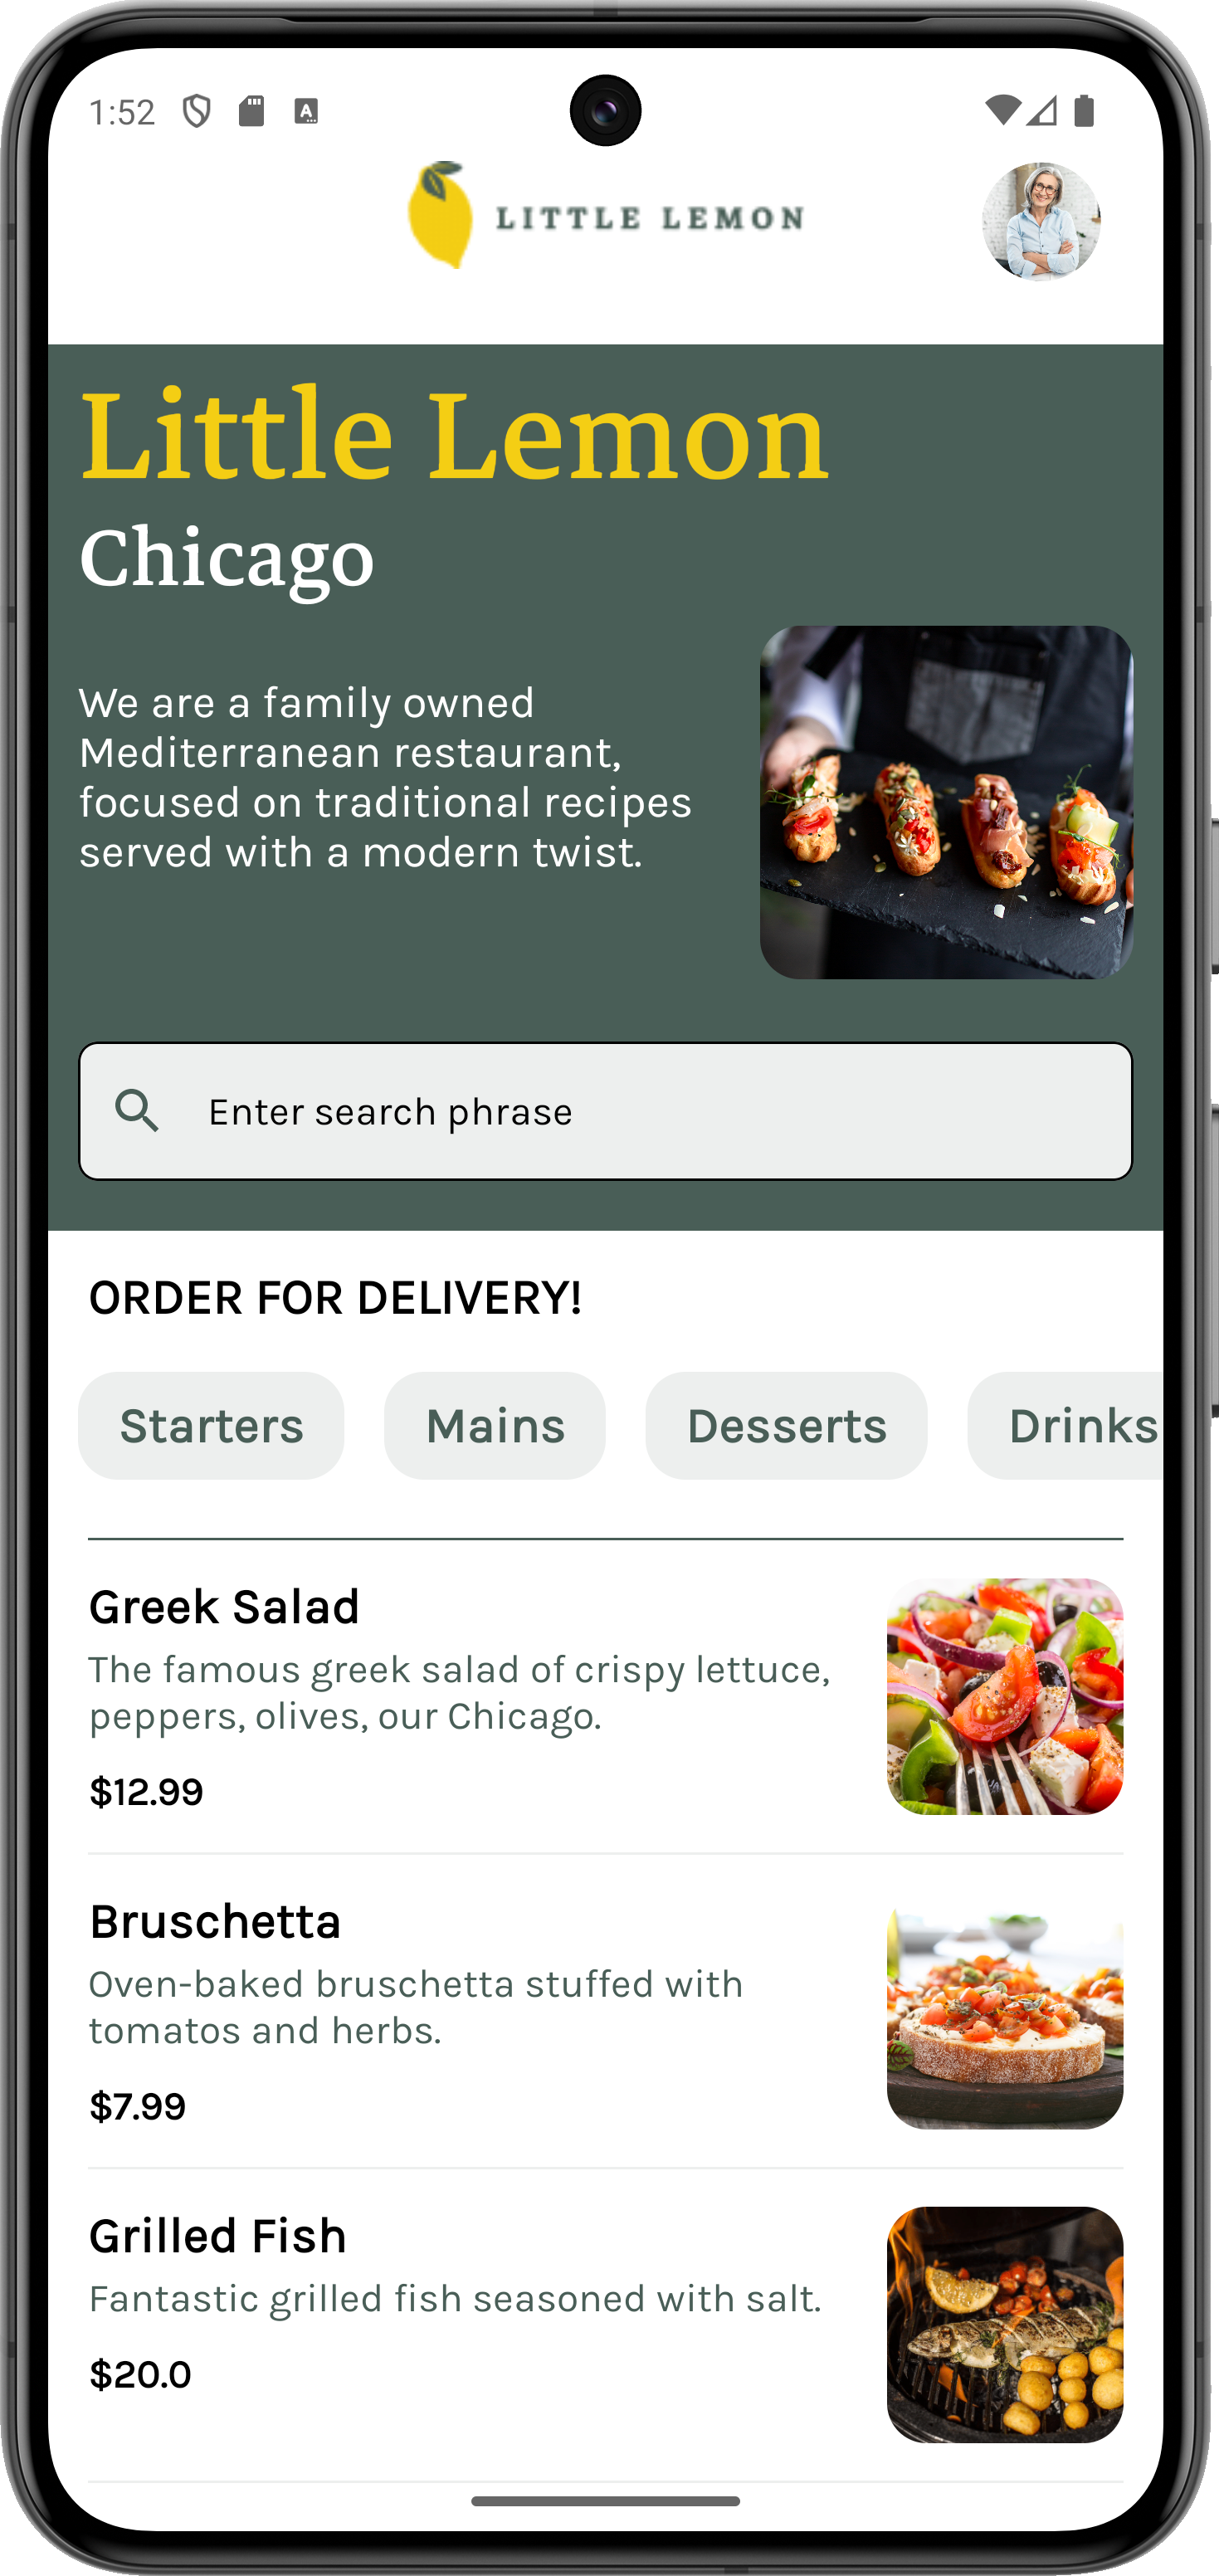 1:52
A
LITTLE LEMON
Little Lemon
Chicago
We are a family owned
Mediterranean restaurant,
focused on traditional recipes
served with a modern twist.
Enter search phrase
ORDER FOR DELIVERY!
Starters Mains Desserts Drinks
Greek Salad
The famous greek salad of crispy lettuce,
peppers, olives, our Chicago.
$12.99
Bruschetta
Oven-baked bruschetta stuffed with
tomatos and herbs.
$7.99
Grilled Fish
Fantastic grilled fish seasoned with salt.
$20.0